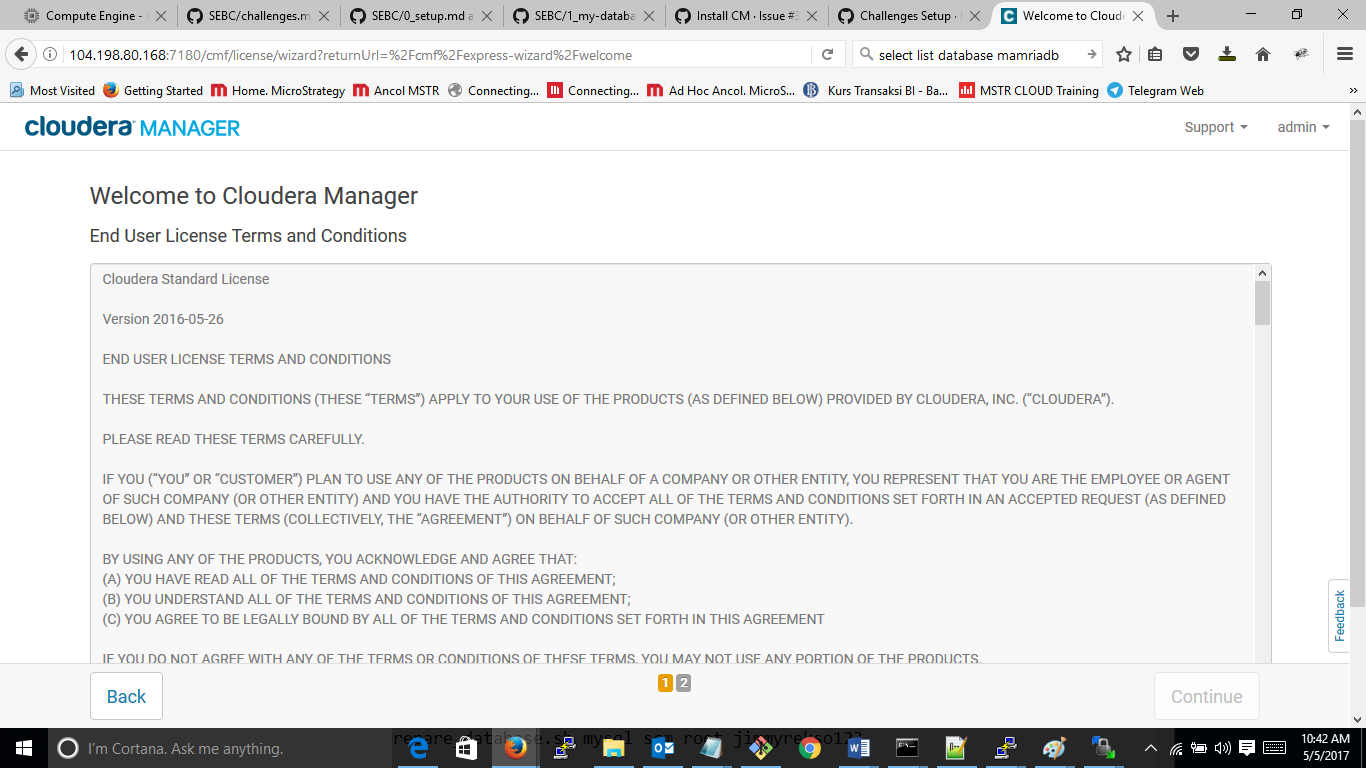 Compute Engine -
SEBC/challenges.m
SEBC/0_setup.md a
SEBC/1_my-databa
Install CM · Issue #
Challenges Setup ·
Welcome to Cloude
104.198.80.168:7180/cmf/license/wizard?returnUrl=%2Fcmf%2Fexpress-wizard%2Fwelcome
select list database mamriadb
Most Visited
Getting Started
Home. MicroStrategy
Ancol MSTR
Connecting...
Connecting...
Ad Hoc Ancol. MicroS...
Kurs Transaksi BI - Ba...
MSTR CLOUD Training
Telegram Web
cloudera MANAGER
Support
admin
Welcome to Cloudera Manager
End User License Terms and Conditions
Cloudera Standard License
Version 2016-05-26
END USER LICENSE TERMS AND CONDITIONS
THESE TERMS AND CONDITIONS (THESE “TERMS”) APPLY TO YOUR USE OF THE PRODUCTS (AS DEFINED BELOW) PROVIDED BY CLOUDERA, INC. (“CLOUDERA”).
PLEASE READ THESE TERMS CAREFULLY.
IF YOU (“YOU” OR “CUSTOMER”) PLAN TO USE ANY OF THE PRODUCTS ON BEHALF OF A COMPANY OR OTHER ENTITY, YOU REPRESENT THAT YOU ARE THE EMPLOYEE OR AGENT
OF SUCH COMPANY (OR OTHER ENTITY) AND YOU HAVE THE AUTHORITY TO ACCEPT ALL OF THE TERMS AND CONDITIONS SET FORTH IN AN ACCEPTED REQUEST (AS DEFINED
BELOW) AND THESE TERMS (COLLECTIVELY, THE “AGREEMENT”) ON BEHALF OF SUCH COMPANY (OR OTHER ENTITY).
BY USING ANY OF THE PRODUCTS, YOU ACKNOWLEDGE AND AGREE THAT:
(A) YOU HAVE READ ALL OF THE TERMS AND CONDITIONS OF THIS AGREEMENT;
(B) YOU UNDERSTAND ALL OF THE TERMS AND CONDITIONS OF THIS AGREEMENT;
(C) YOU AGREE TO BE LEGALLY BOUND BY ALL OF THE TERMS AND CONDITIONS SET FORTH IN THIS AGREEMENT
IF YOU DO NOT AGREE WITH ANY OF THE TERMS OR CONDITIONS OF THESE TERMS, YOU MAY NOT USE ANY PORTION OF THE PRODUCTS.
Feedback
Back
1 2
Continue
I'm Cortana. Ask me anything.
10:42 AM
5/5/2017